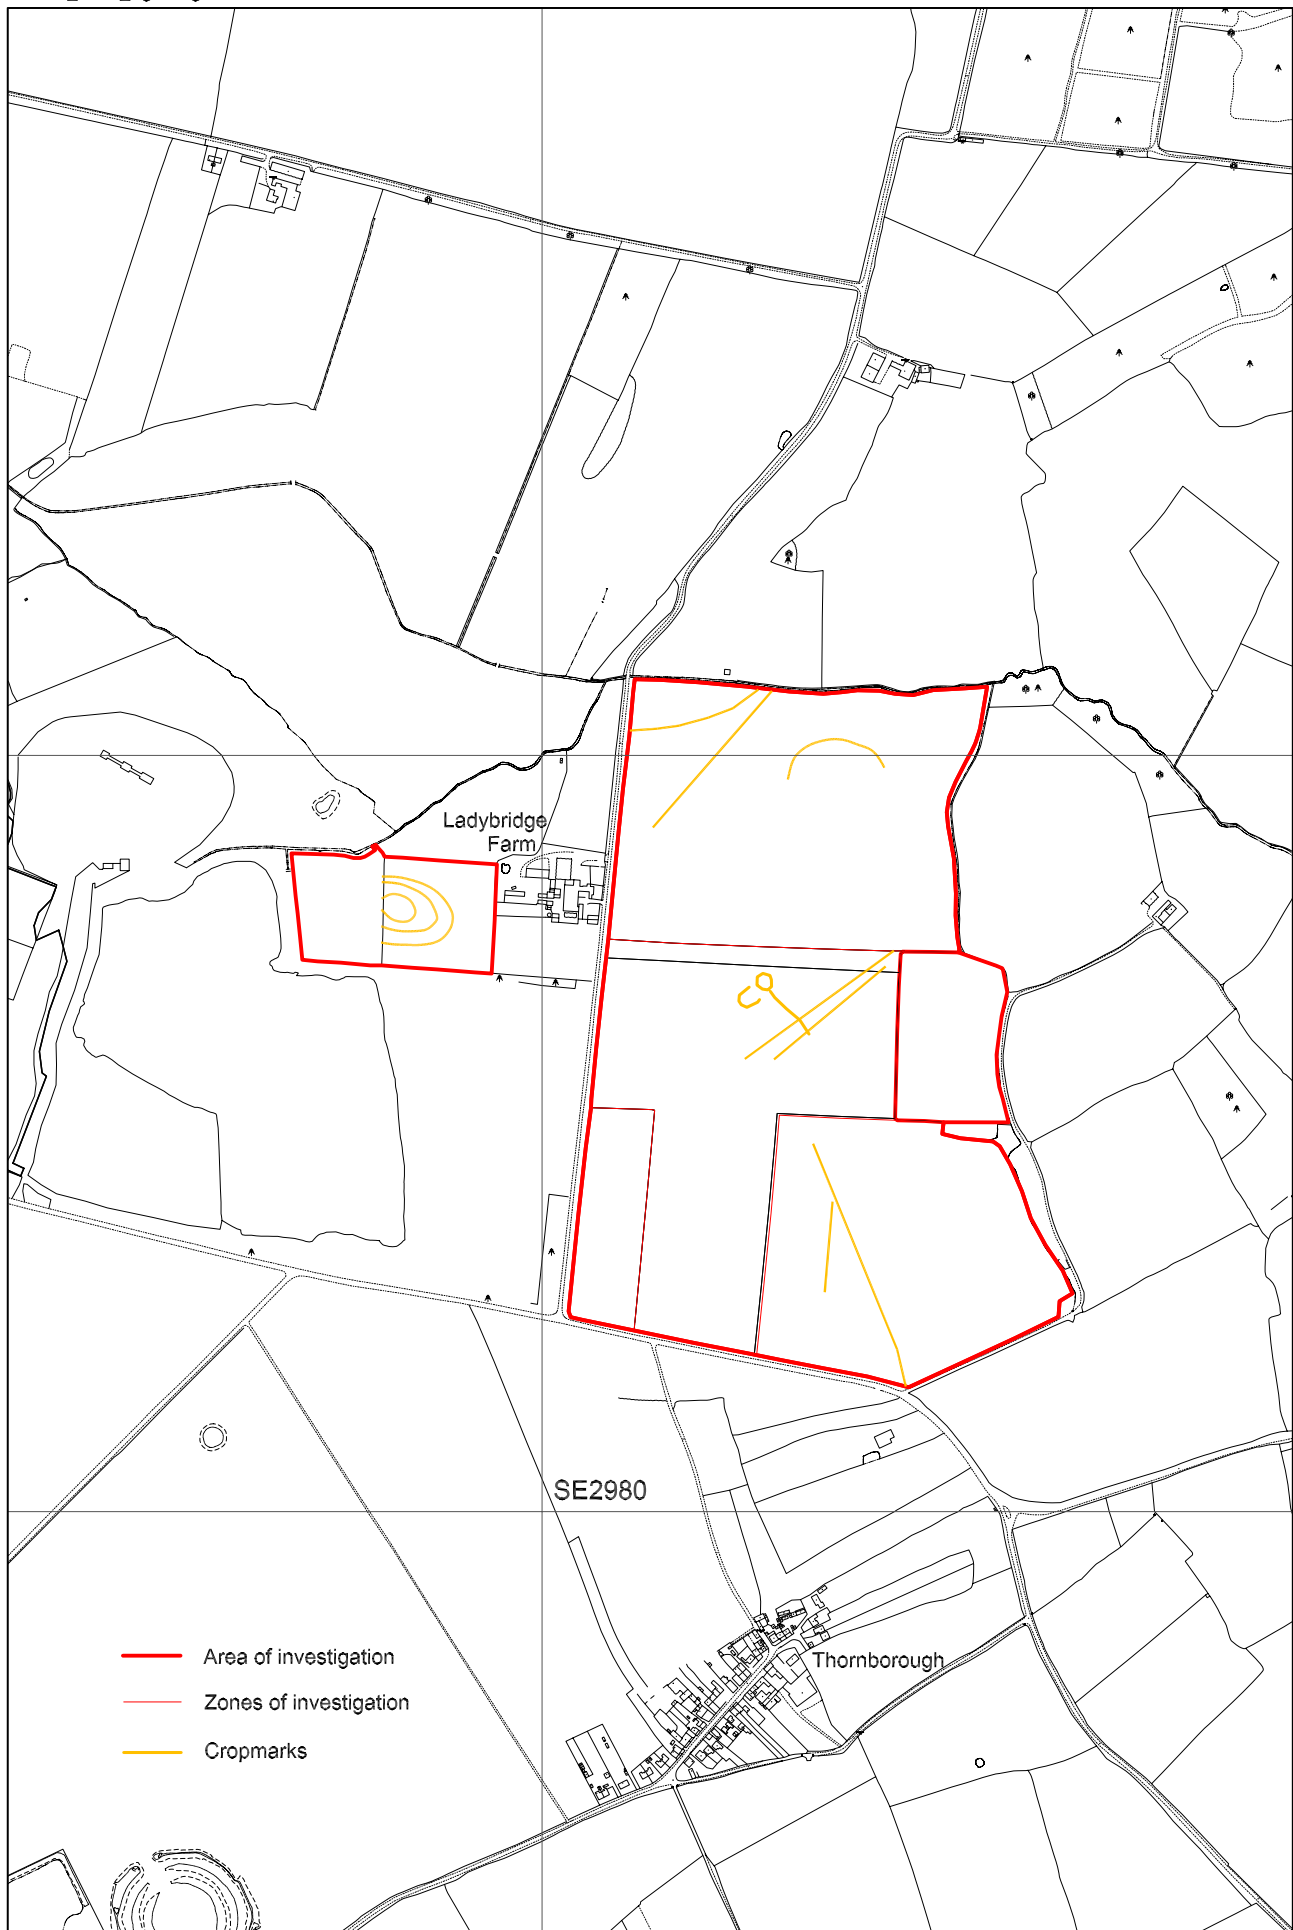 Ladybridge
Farm
SE2980
Thornborough
Area of investigation
Zones of investigation
Cropmarks